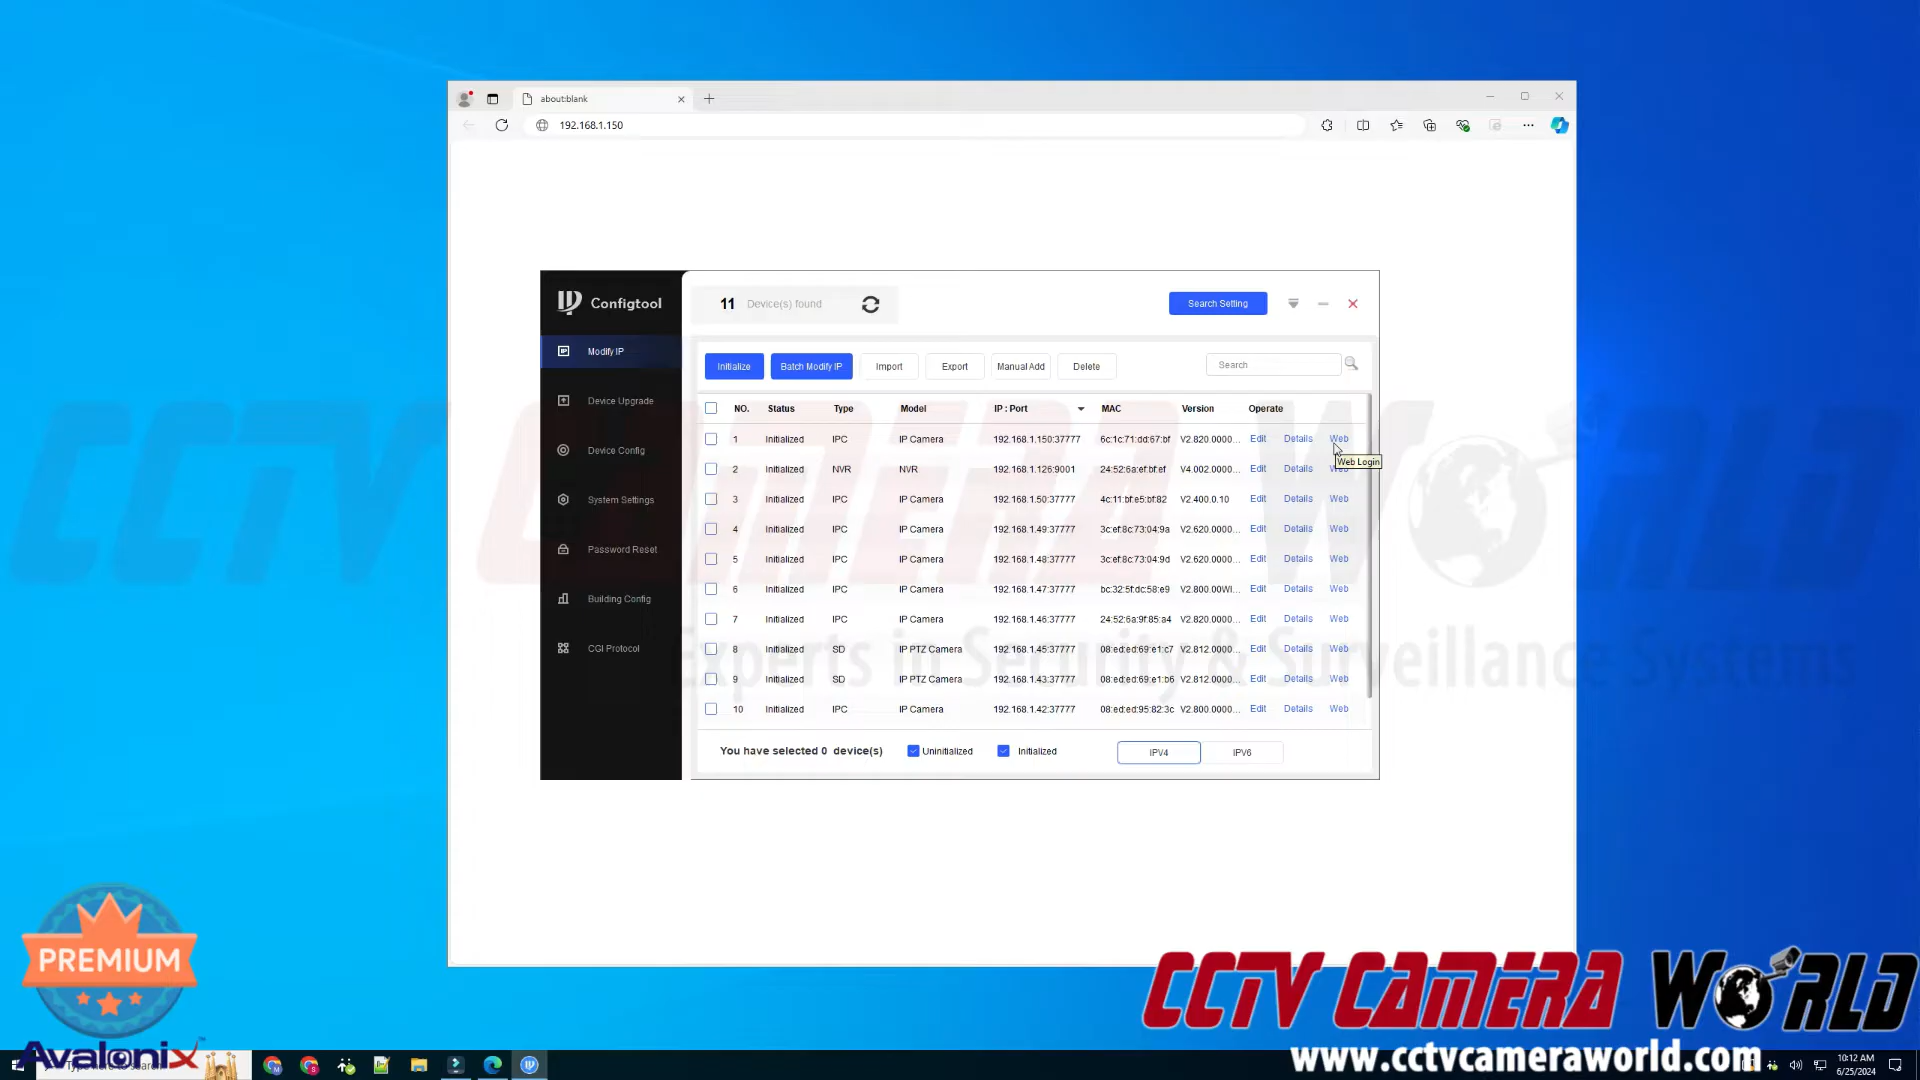 about:blank
192.168.1.150
Configtool
11 Device(s) found
Search Setting
Modify IP
Device Upgrade
Device Config
System Settings
Password Reset
Building Config
CGI Protocol
Initialize Batch Modify IP Import Export Manual Add Delete Search
NO. Status Type Model IP : Port MAC Version Operate
1 Initialized IPC IP Camera 192.168.1.150:37777 6c:1c:71:dd:67:bf V2.820.0000... Edit Details Web
Web Login
2 Initialized NVR NVR 192.168.1.126:9001 24:52:6a:ef:bf:ef V4.002.0000... Edit Details Web
3 Initialized IPC IP Camera 192.168.1.50:37777 4c:11:bf:e5:bf:82 V2.400.0.10 Edit Details Web
4 Initialized IPC IP Camera 192.168.1.49:37777 3c:ef:8c:73:04:9a V2.620.0000... Edit Details Web
5 Initialized IPC IP Camera 192.168.1.48:37777 3c:ef:8c:73:04:9d V2.620.0000... Edit Details Web
6 Initialized IPC IP Camera 192.168.1.47:37777 bc:32:5f:dc:58:e9 V2.800.00WI... Edit Details Web
7 Initialized IPC IP Camera 192.168.1.46:37777 24:52:6a:9f:85:a4 V2.820.0000... Edit Details Web
8 Initialized SD IP PTZ Camera 192.168.1.45:37777 08:ed:ed:69:e1:c7 V2.812.0000... Edit Details Web
9 Initialized SD IP PTZ Camera 192.168.1.43:37777 08:ed:ed:69:e1:b6 V2.812.0000... Edit Details Web
10 Initialized IPC IP Camera 192.168.1.42:37777 08:ed:ed:95:82:3c V2.800.0000... Edit Details Web
You have selected 0 device(s) Uninitialized Initialized IPV4 IPV6
CCTV CAMERA WORLD
Experts in Security & Surveillance Systems
PREMIUM
Avalonix
Type here to search
CCTV CAMERA WORLD
www.cctvcameraworld.com
10:12 AM
6/25/2024